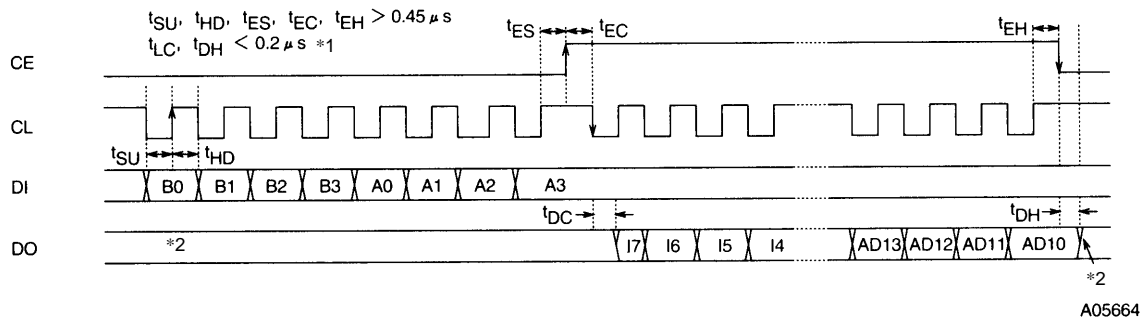 tSU, tHD, tES, tEC, tEH > 0.45 μs
tLC, tDH < 0.2 μs *1
tES tEC tEH
CE
CL
tSU tHD
DI B0 B1 B2 B3 A0 A1 A2 A3
tDC tDH
DO *2 I7 I6 I5 I4 AD13 AD12 AD11 AD10
*2
A05664